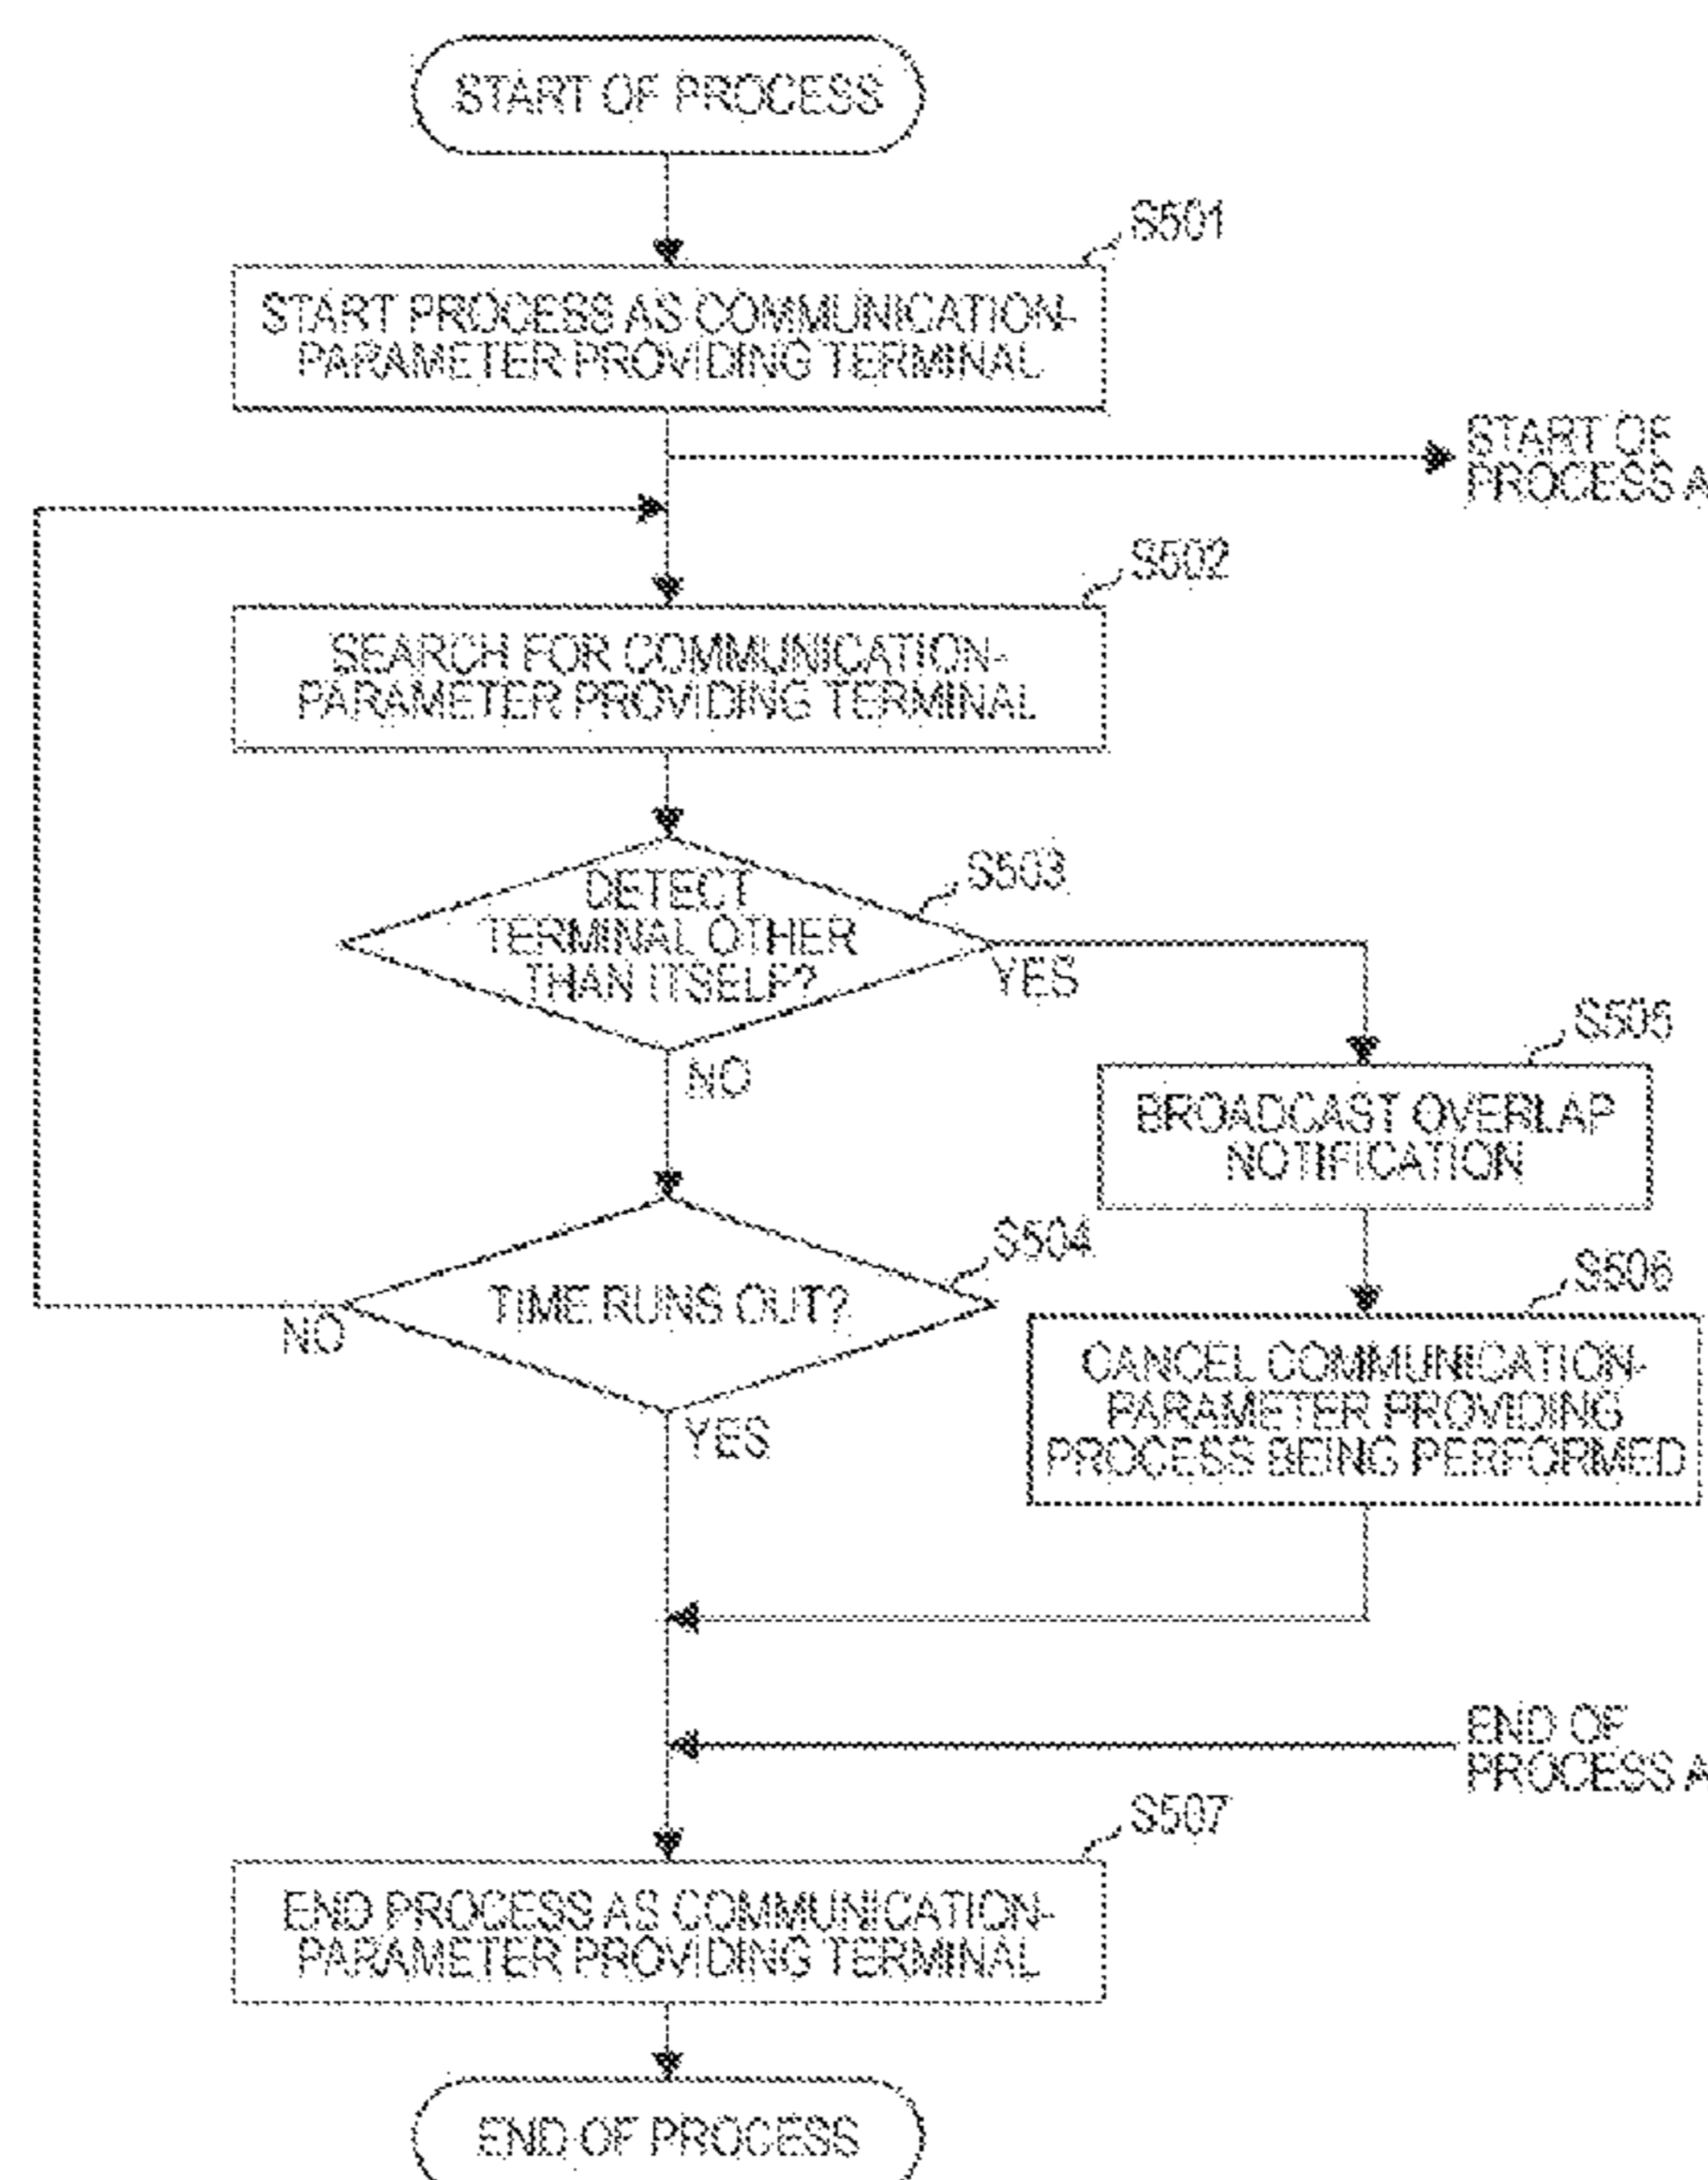 START OF PROCESS
S501
START PROCESS AS COMMUNICATION-
PARAMETER PROVIDING TERMINAL
START OF
PROCESS A
S502
SEARCH FOR COMMUNICATION-
PARAMETER PROVIDING TERMINAL
S503
DETECT
TERMINAL OTHER
THAN ITSELF?
YES
NO
S505
BROADCAST OVERLAP
NOTIFICATION
S504
TIME RUNS OUT?
NO
YES
S506
CANCEL COMMUNICATION-
PARAMETER PROVIDING
PROCESS BEING PERFORMED
END OF
PROCESS A
S507
END PROCESS AS COMMUNICATION-
PARAMETER PROVIDING TERMINAL
END OF PROCESS